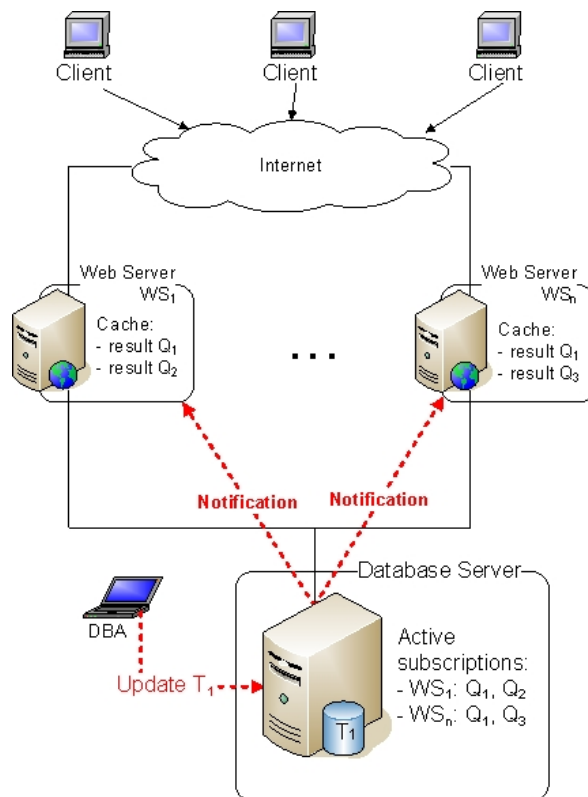 Client
Client
Client
Internet
Web Server
WS₁
Cache:
- result Q₁
- result Q₂
. . .
Web Server
WSₙ
Cache:
- result Q₁
- result Q₃
Notification
Notification
Database Server
DBA
Update T₁
T₁
Active
subscriptions:
- WS₁: Q₁, Q₂
- WSₙ: Q₁, Q₃